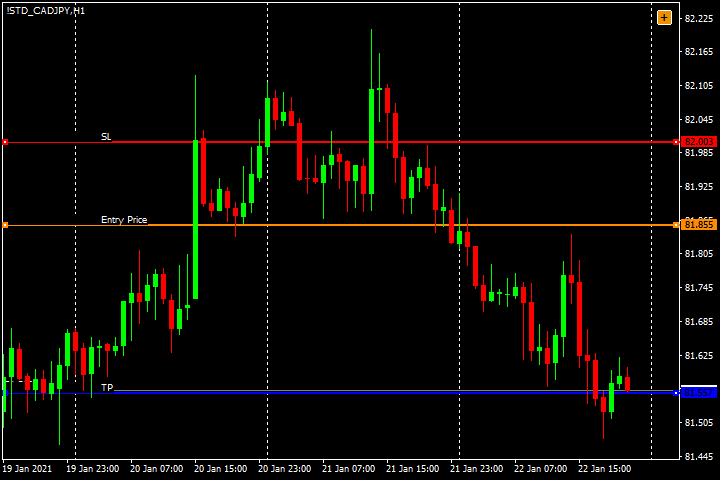 !STD_CADJPY,H1
82.225
82.165
82.105
82.045
SL
82.003
81.985
81.925
Entry Price
81.855
81.805
81.745
81.685
81.625
TP
81.505
81.445
19 Jan 2021
19 Jan 23:00
20 Jan 07:00
20 Jan 15:00
20 Jan 23:00
21 Jan 07:00
21 Jan 15:00
21 Jan 23:00
22 Jan 07:00
22 Jan 15:00